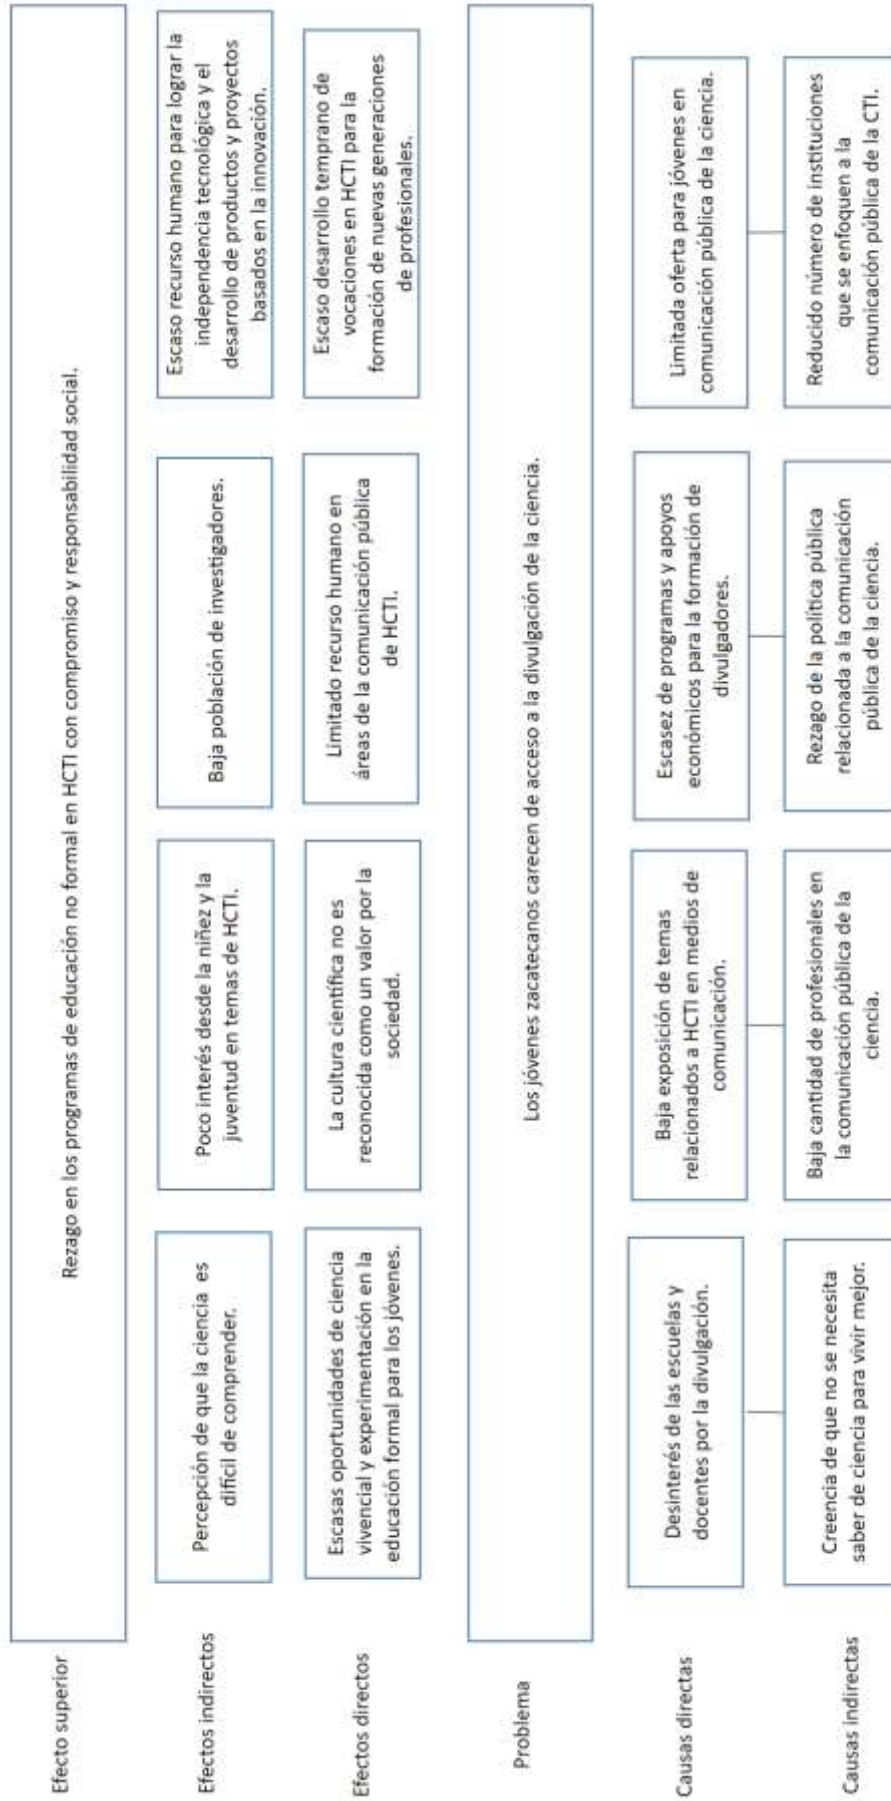 Efecto superior
Rezago en los programas de educación no formal en HCTI con compromiso y responsabilidad social.
Efectos indirectos
Percepción de que la ciencia es
difícil de comprender.
Poco interés desde la niñez y la
juventud en temas de HCTI.
Baja población de investigadores.
Escaso recurso humano para lograr la
independencia tecnológica y el
desarrollo de productos y proyectos
basados en la innovación.
Efectos directos
Escasas oportunidades de ciencia
vivencial y experimentación en la
educación formal para los jóvenes.
La cultura científica no es
reconocida como un valor por la
sociedad.
Limitado recurso humano en
áreas de la comunicación pública
de HCTI.
Escaso desarrollo temprano de
vocaciones en HCTI para la
formación de nuevas generaciones
de profesionales.
Problema
Los jóvenes zacatecanos carecen de acceso a la divulgación de la ciencia.
Causas directas
Desinterés de las escuelas y
docentes por la divulgación.
Baja exposición de temas
relacionados a HCTI en medios de
comunicación.
Escasez de programas y apoyos
económicos para la formación de
divulgadores.
Limitada oferta para jóvenes en
comunicación pública de la ciencia.
Causas indirectas
Creencia de que no se necesita
saber de ciencia para vivir mejor.
Baja cantidad de profesionales en
la comunicación pública de la
ciencia.
Rezago de la política pública
relacionada a la comunicación
pública de la ciencia.
Reducido número de instituciones
que se enfoquen a la
comunicación pública de la CTI.